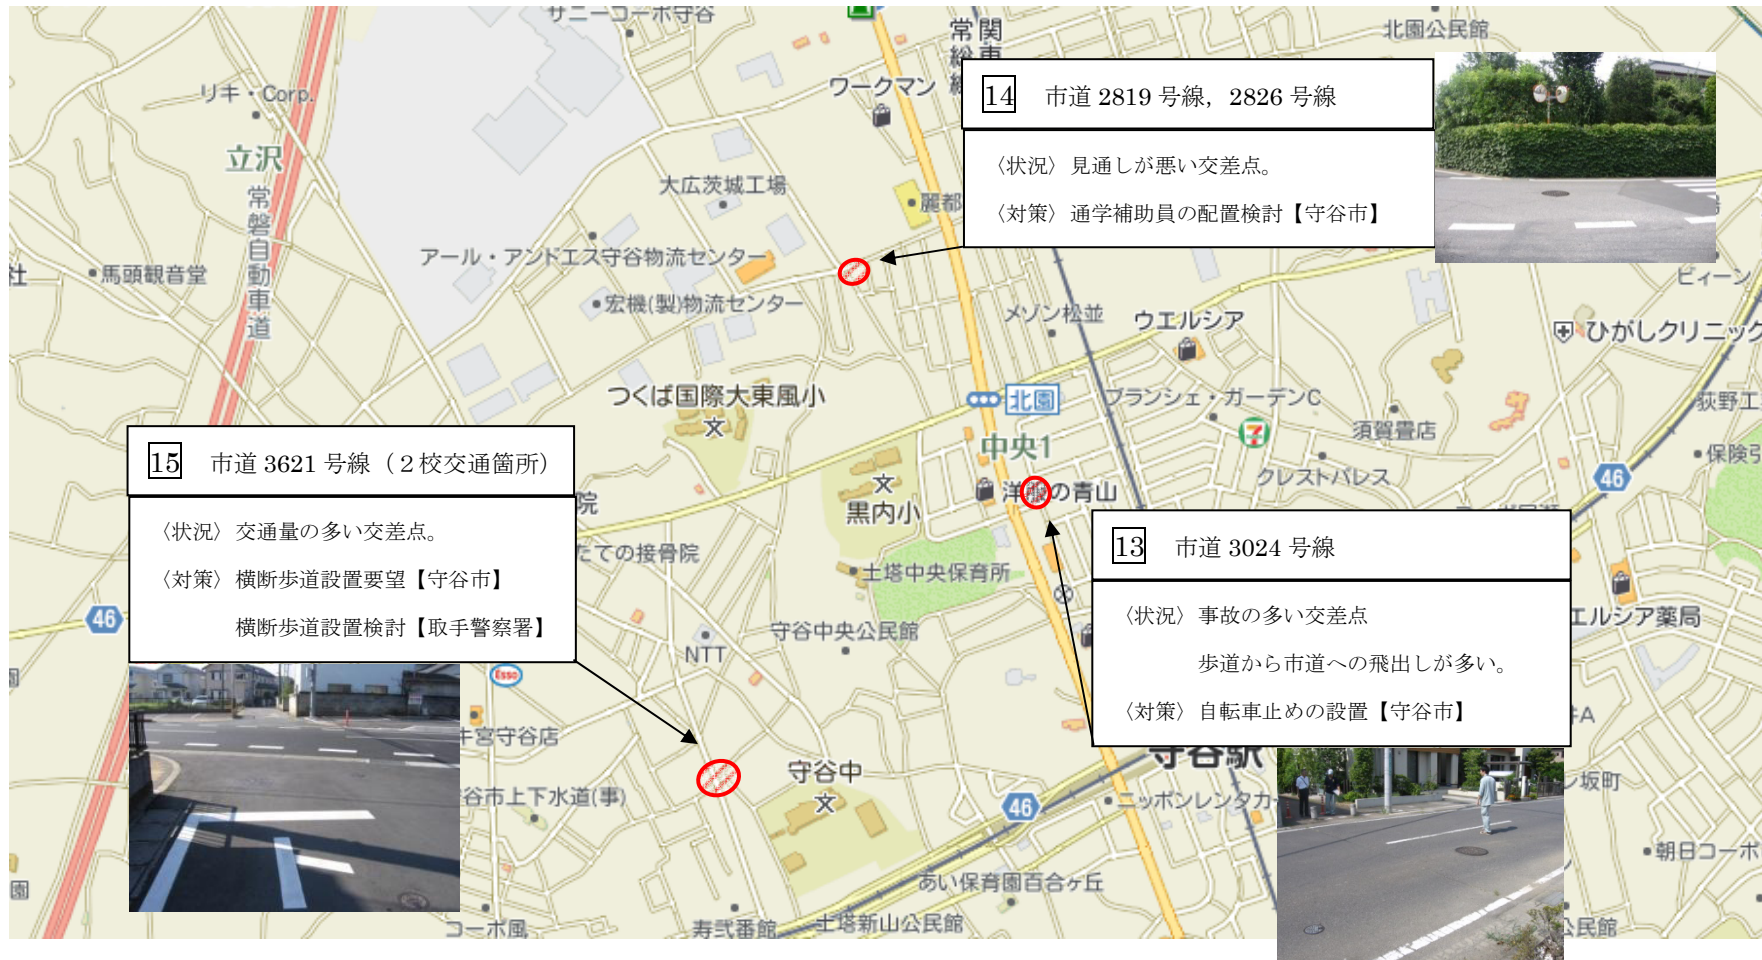 サニーコーポ守谷
北園公民館
ワークマン
リキ・Corp.
立沢
常磐自動車道
大広茨城工場
麗都
アール・アンドエス守谷物流センター
馬頭観音堂
社
宏機(製)物流センター
14 市道 2819 号線，2826 号線
〈状況〉見通しが悪い交差点。
〈対策〉通学補助員の配置検討【守谷市】
メゾン松並
ウエルシア
ビィーン
ひがしクリニック
つくば国際大東風小
文
北園
ブランシェ・ガーデンC
7
須賀畳店
荻野工
中央1
クレストパレス
46
保険引
15 市道 3621 号線（２校交通箇所）
〈状況〉交通量の多い交差点。
〈対策〉横断歩道設置要望【守谷市】
横断歩道設置検討【取手警察署】
院
たての接骨院
文
黒内小
洋服の青山
土塔中央保育所
13 市道 3024 号線
〈状況〉事故の多い交差点
歩道から市道への飛出しが多い。
〈対策〉自転車止めの設置【守谷市】
エルシア薬局
46
守谷中央公民館
NTT
Esso
牛宮守谷店
守谷中
文
谷市上下水道(事)
守谷駅
46
ニッポンレンタカ
A
ン坂町
朝日コーポ
園
あい保育園百合ヶ丘
コーポ風
寿弐番館
土塔新山公民館
公民館